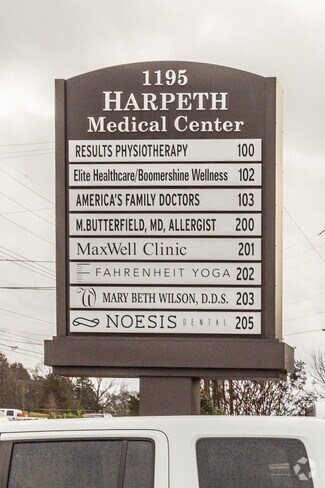 1195
HARPETH
Medical Center
RESULTS PHYSIOTHERAPY 100
Elite Healthcare/Boomershine Wellness 102
AMERICA'S FAMILY DOCTORS 103
M.BUTTERFIELD, MD, ALLERGIST 200
MaxWell Clinic 201
FAHRENHEIT YOGA 202
MARY BETH WILSON, D.D.S. 203
NOESIS DENTAL 205